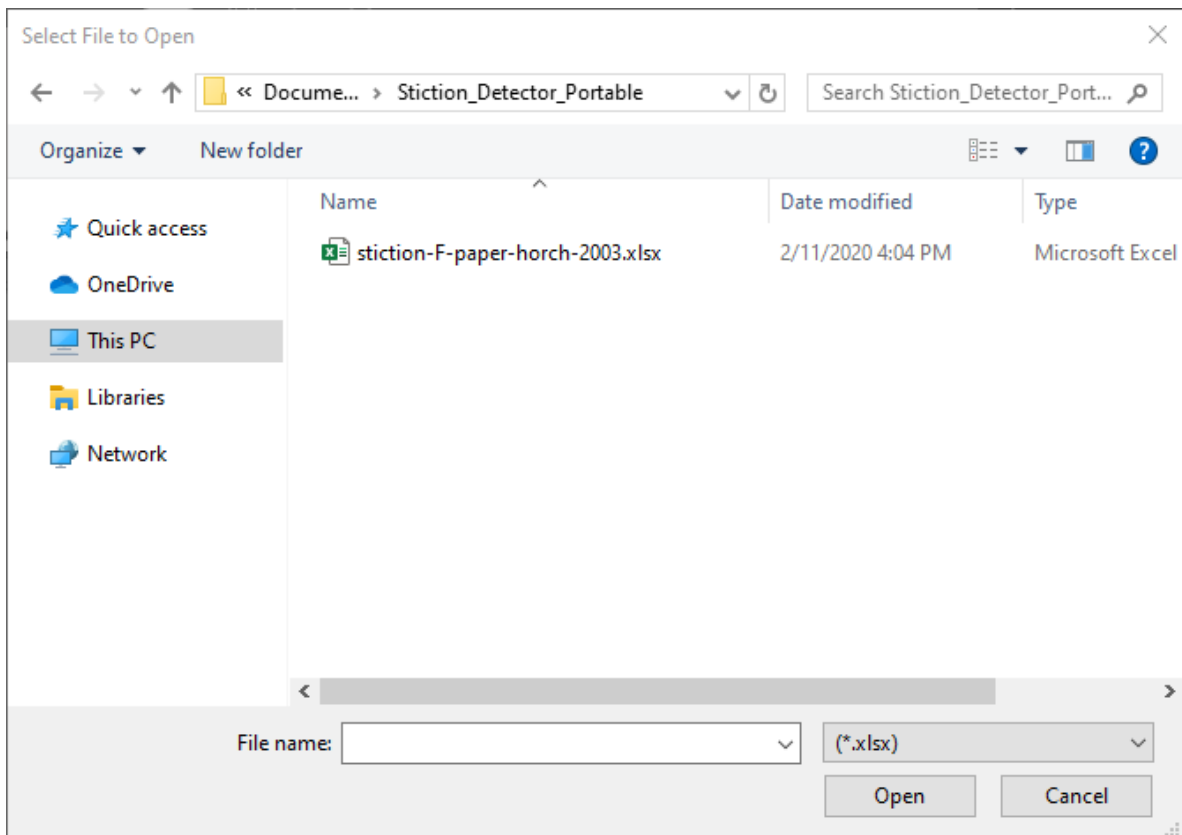 Select File to Open
« Docume... › Stiction_Detector_Portable
Search Stiction_Detector_Port...
Organize
New folder
?
Name
Date modified
Type
Quick access
OneDrive
This PC
Libraries
Network
stiction-F-paper-horch-2003.xlsx 2/11/2020 4:04 PM Microsoft Excel
File name:
(*.xlsx)
Open
Cancel